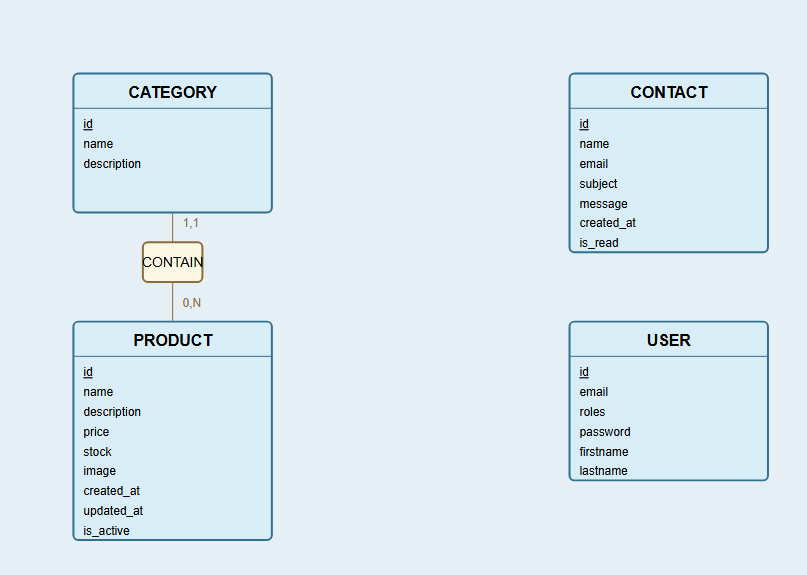 CATEGORY
id
name
description
1,1
CONTAIN
0,N
PRODUCT
id
name
description
price
stock
image
created_at
updated_at
is_active
CONTACT
id
name
email
subject
message
created_at
is_read
USER
id
email
roles
password
firstname
lastname